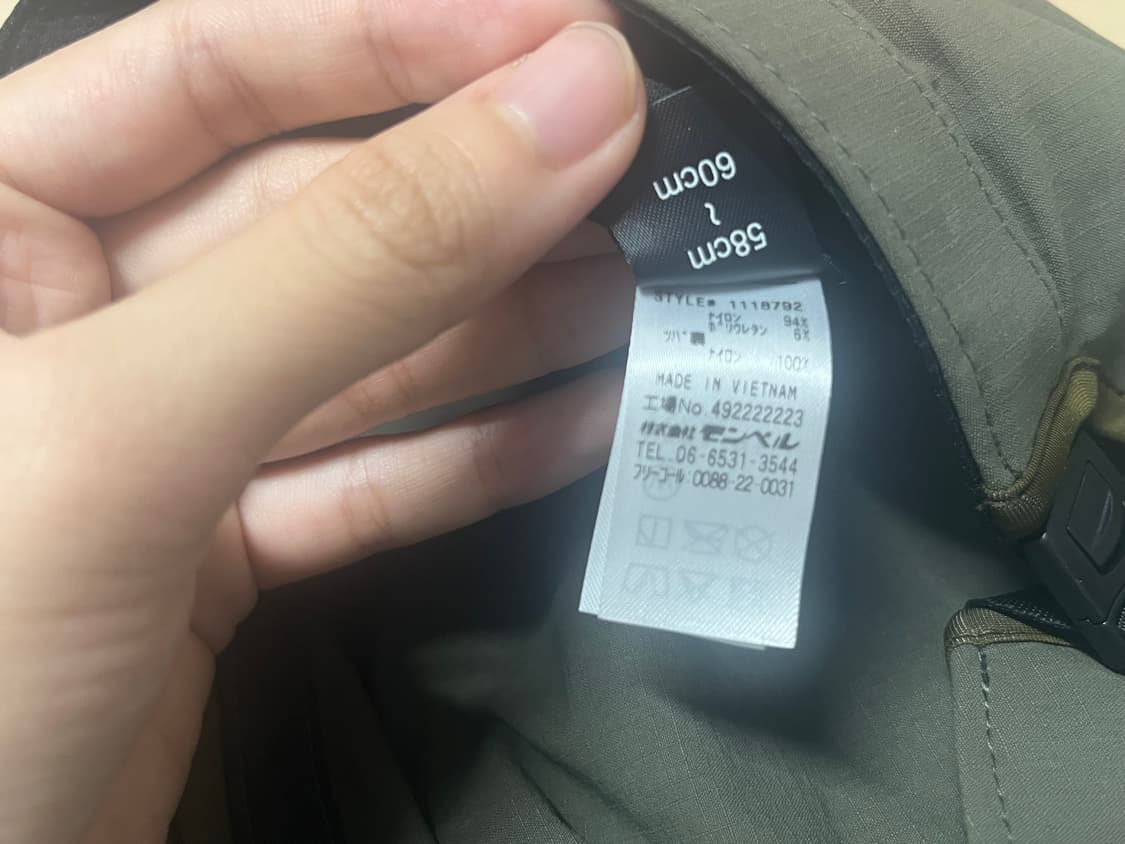 58cm
~
60cm
STYLE# 1118792
ナイロン 94%
ポリウレタン 6%
ツバ裏
ナイロン 100%
MADE IN VIETNAM
工場No.492222223
株式会社モンベル
TEL.06-6531-3544
フリーコール:0088-22-0031